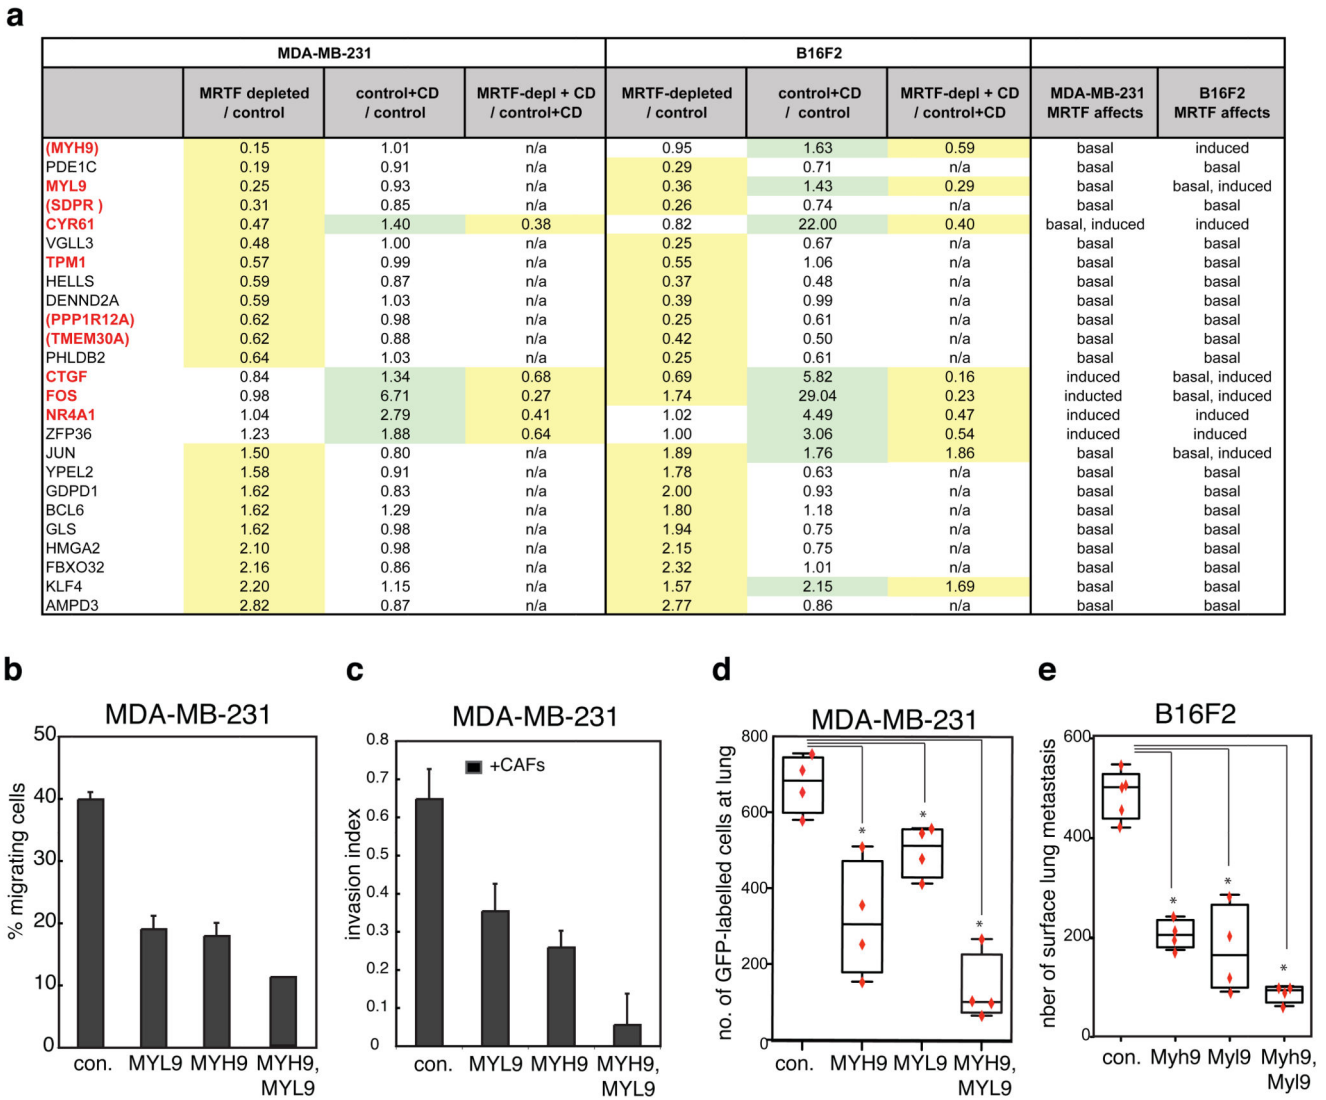 a
MDA-MB-231 B16F2
MRTF depleted / control control+CD / control MRTF-depl + CD / control+CD MRTF-depleted / control control+CD / control MRTF-depl + CD / control+CD MDA-MB-231 MRTF affects B16F2 MRTF affects
(MYH9) 0.15 1.01 n/a 0.95 1.63 0.59 basal induced
PDE1C 0.19 0.91 n/a 0.29 0.71 n/a basal basal
MYL9 0.25 0.93 n/a 0.36 1.43 0.29 basal basal, induced
(SDPR ) 0.31 0.85 n/a 0.26 0.74 n/a basal basal
CYR61 0.47 1.40 0.38 0.82 22.00 0.40 basal, induced induced
VGLL3 0.48 1.00 n/a 0.25 0.67 n/a basal basal
TPM1 0.57 0.99 n/a 0.55 1.06 n/a basal basal
HELLS 0.59 0.87 n/a 0.37 0.48 n/a basal basal
DENND2A 0.59 1.03 n/a 0.39 0.99 n/a basal basal
(PPP1R12A) 0.62 0.98 n/a 0.25 0.61 n/a basal basal
(TMEM30A) 0.62 0.88 n/a 0.42 0.50 n/a basal basal
PHLDB2 0.64 1.03 n/a 0.25 0.61 n/a basal basal
CTGF 0.84 1.34 0.68 0.69 5.82 0.16 induced basal, induced
FOS 0.98 6.71 0.27 1.74 29.04 0.23 inducted basal, induced
NR4A1 1.04 2.79 0.41 1.02 4.49 0.47 induced induced
ZFP36 1.23 1.88 0.64 1.00 3.06 0.54 induced induced
JUN 1.50 0.80 n/a 1.89 1.76 1.86 basal basal, induced
YPEL2 1.58 0.91 n/a 1.78 0.63 n/a basal basal
GDPD1 1.62 0.83 n/a 2.00 0.93 n/a basal basal
BCL6 1.62 1.29 n/a 1.80 1.18 n/a basal basal
GLS 1.62 0.98 n/a 1.94 0.75 n/a basal basal
HMGA2 2.10 0.98 n/a 2.15 0.75 n/a basal basal
FBXO32 2.16 0.86 n/a 2.32 1.01 n/a basal basal
KLF4 2.20 1.15 n/a 1.57 2.15 1.69 basal basal
AMPD3 2.82 0.87 n/a 2.77 0.86 n/a basal basal
b
MDA-MB-231
% migrating cells
50
40
30
20
10
0
con. MYL9 MYH9 MYH9,
MYL9
c
MDA-MB-231
+CAFs
invasion index
0.8
0.7
0.6
0.5
0.4
0.3
0.2
0.1
0
con. MYL9 MYH9 MYH9,
MYL9
d
MDA-MB-231
no. of GFP-labelled cells at lung
800
600
400
200
0
* * *
con. MYH9 MYL9 MYH9,
MYL9
e
B16F2
nber of surface lung metastasis
600
400
200
0
* * *
con. Myh9 Myl9 Myh9,
Myl9